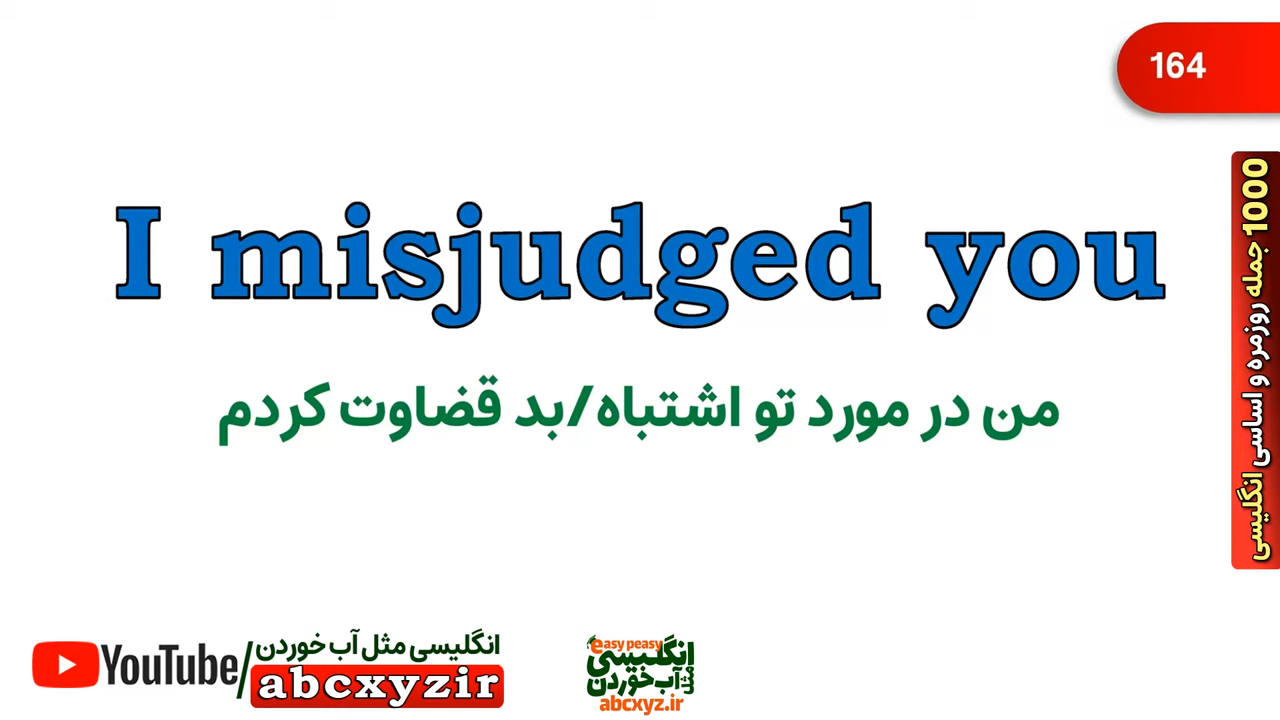 164
I misjudged you
من در مورد تو اشتباه/بد قضاوت کردم
1000 جمله روزمره و اساسی انگلیسی
YouTube/انگلیسی مثل آب خوردن
abcxyzir
easy peasy
انگلیسی
مثل آب خوردن
abcxyz.ir